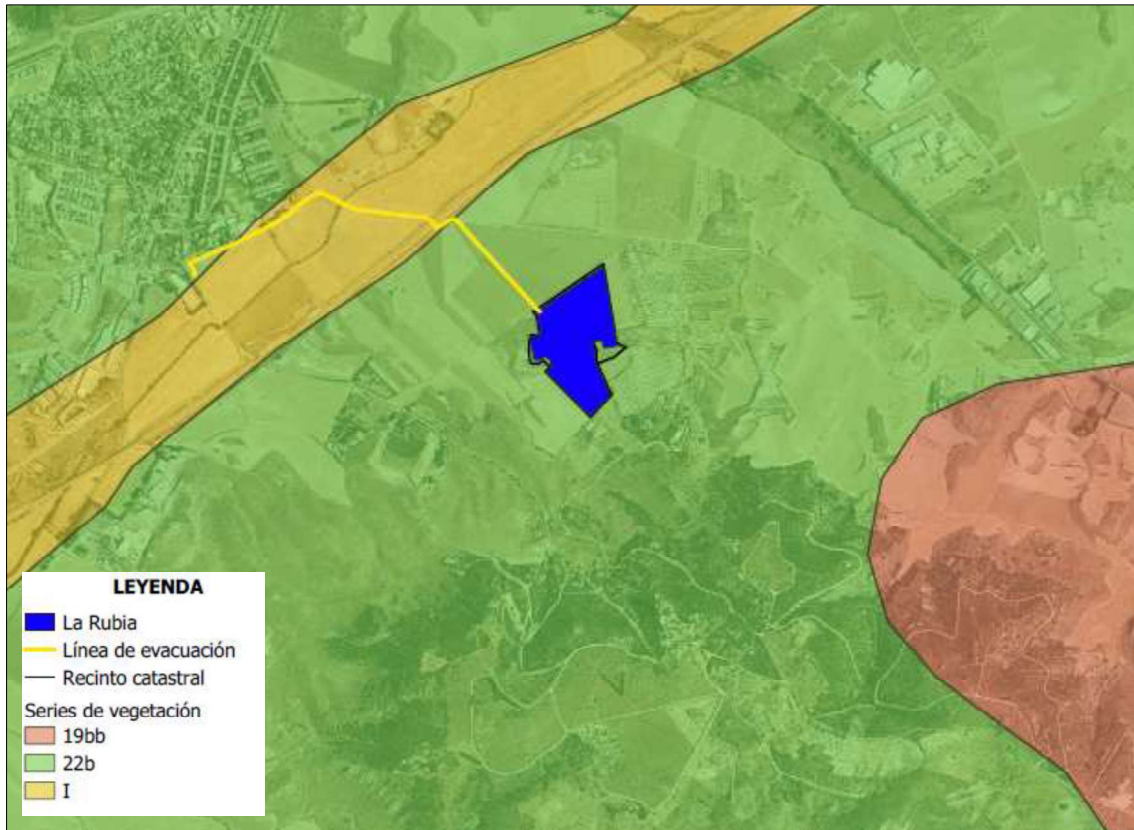 LEYENDA
La Rubia
Línea de evacuación
Recinto catastral
Series de vegetación
19bb
22b
I